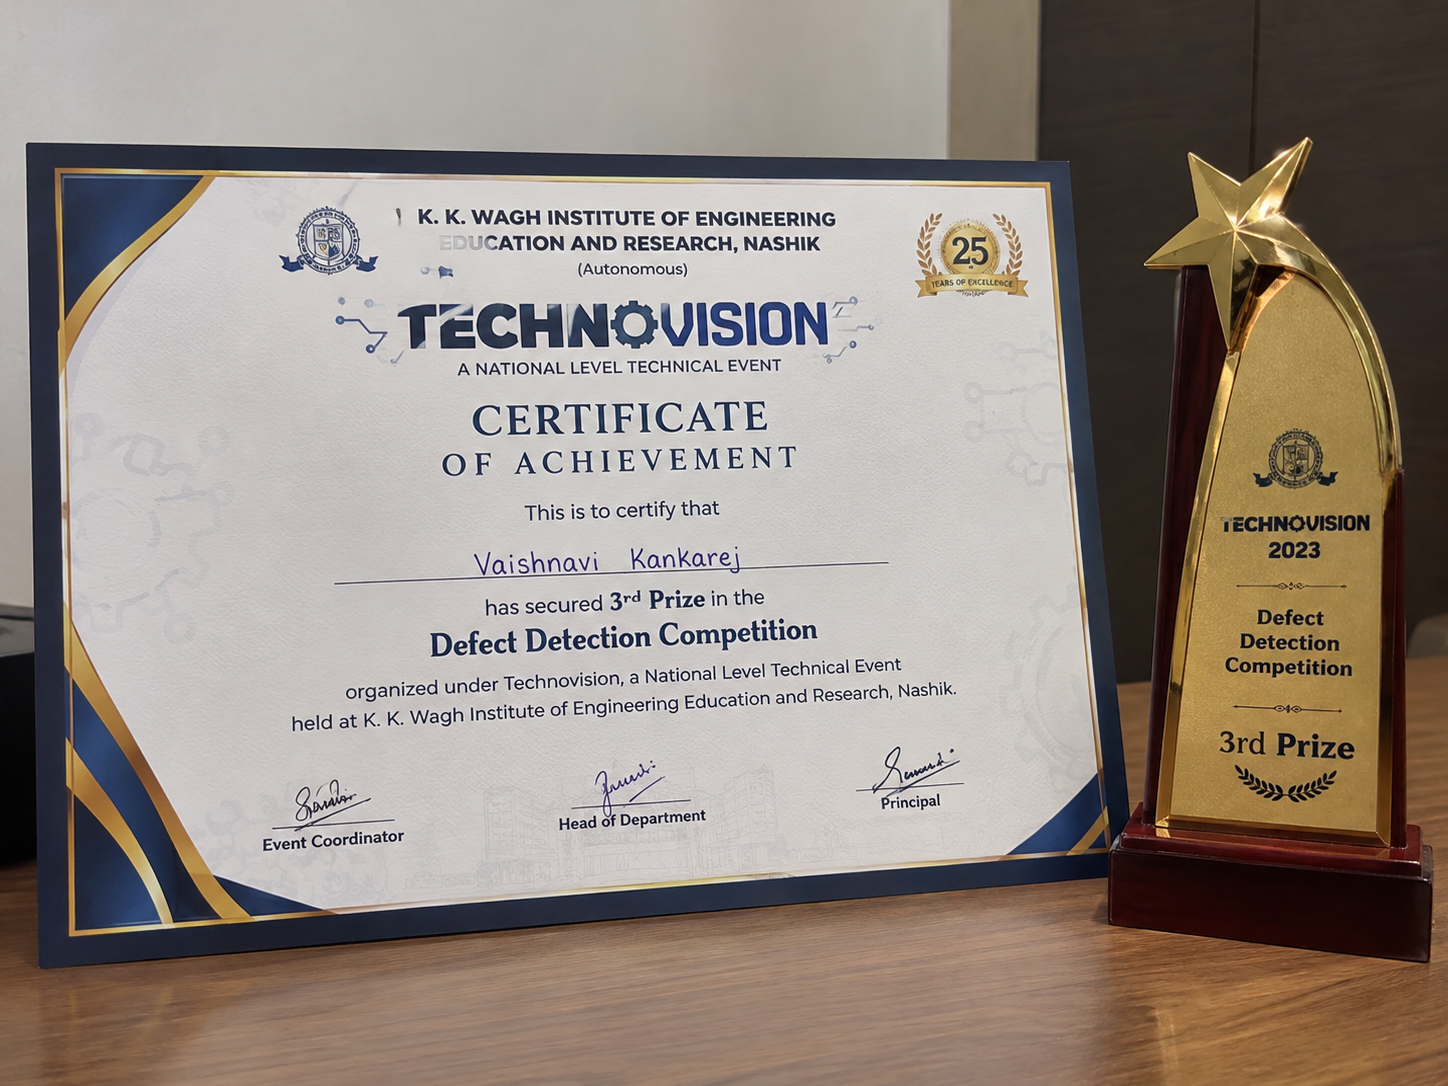 K. K. WAGH INSTITUTE OF ENGINEERING
EDUCATION AND RESEARCH, NASHIK
(Autonomous)
25
YEARS OF EXCELLENCE
TECHNOVISION
A NATIONAL LEVEL TECHNICAL EVENT
CERTIFICATE
OF ACHIEVEMENT
This is to certify that
Vaishnavi Kankarej
has secured 3rd Prize in the
Defect Detection Competition
organized under Technovision, a National Level Technical Event
held at K. K. Wagh Institute of Engineering Education and Research, Nashik.
Event Coordinator
Head of Department
Principal
TECHNOVISION
2023
Defect
Detection
Competition
3rd Prize